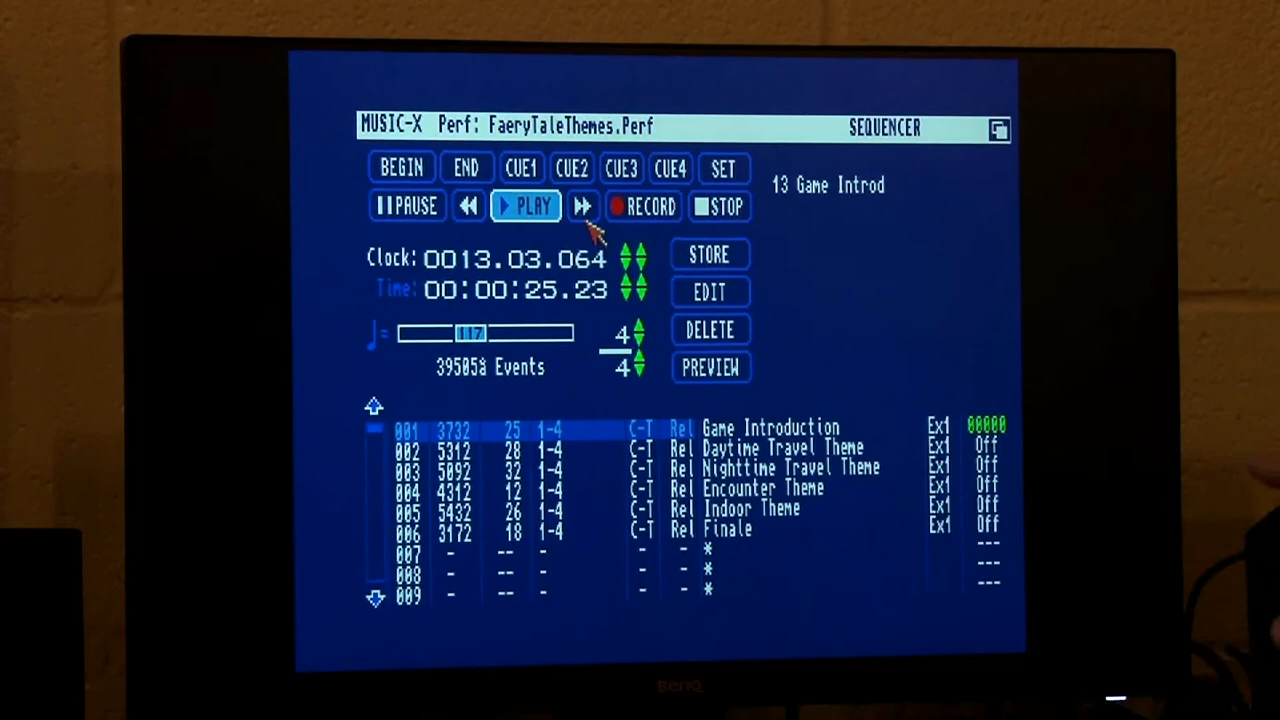 MUSIC-X Perf: FaeryTaleThemes.Perf SEQUENCER
BEGIN END CUE1 CUE2 CUE3 CUE4 SET
13 Game Introd
PAUSE PLAY RECORD STOP
Clock: 0013.03.064 STORE
Time: 00:00:25.23 EDIT
117 4 DELETE
Events 4 PREVIEW
001 3732 25 1-4 C-T Rel Game Introduction Ex1 00000
002 5312 28 1-4 C-T Rel Daytime Travel Theme Ex1 Off
003 5092 32 1-4 C-T Rel Nighttime Travel Theme Ex1 Off
004 4312 12 1-4 C-T Rel Encounter Theme Ex1 Off
005 5432 26 1-4 C-T Rel Indoor Theme Ex1 Off
006 3172 18 1-4 C-T Rel Finale Ex1 Off
007 - -- - - - * ---
008 - -- - - - * ---
009 - -- - - - * ---
BenQ